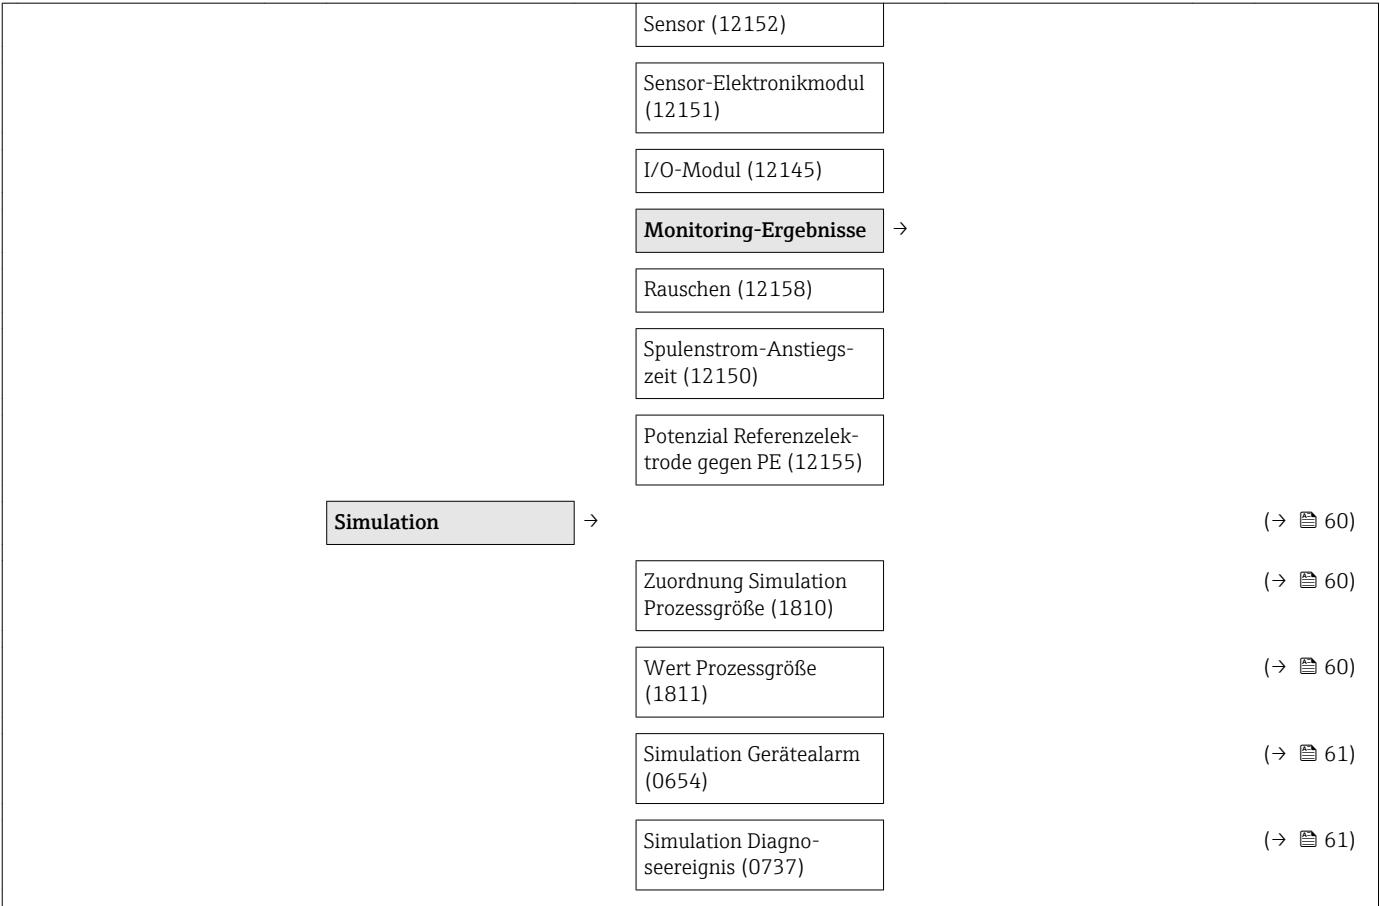 Sensor (12152)
Sensor-Elektronikmodul
(12151)
I/O-Modul (12145)
Monitoring-Ergebnisse →
Rauschen (12158)
Spulenstrom-Anstiegs-
zeit (12150)
Potenzial Referenzelek-
trode gegen PE (12155)
Simulation → (→ 60)
Zuordnung Simulation (→ 60)
Prozessgröße (1810)
Wert Prozessgröße (→ 60)
(1811)
Simulation Gerätealarm (→ 61)
(0654)
Simulation Diagno- (→ 61)
seereignis (0737)